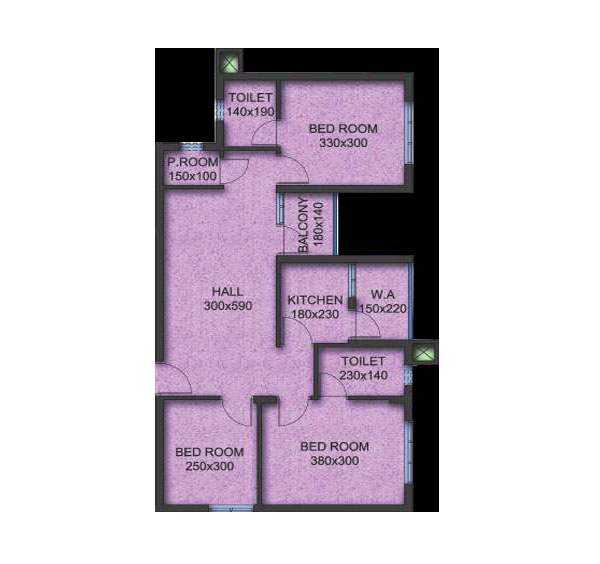 TOILET
140x190
BED ROOM
330x300
P.ROOM
150x100
BALCONY
180x140
HALL
300x590
KITCHEN
180x230
W.A
150x220
TOILET
230x140
BED ROOM
250x300
BED ROOM
380x300